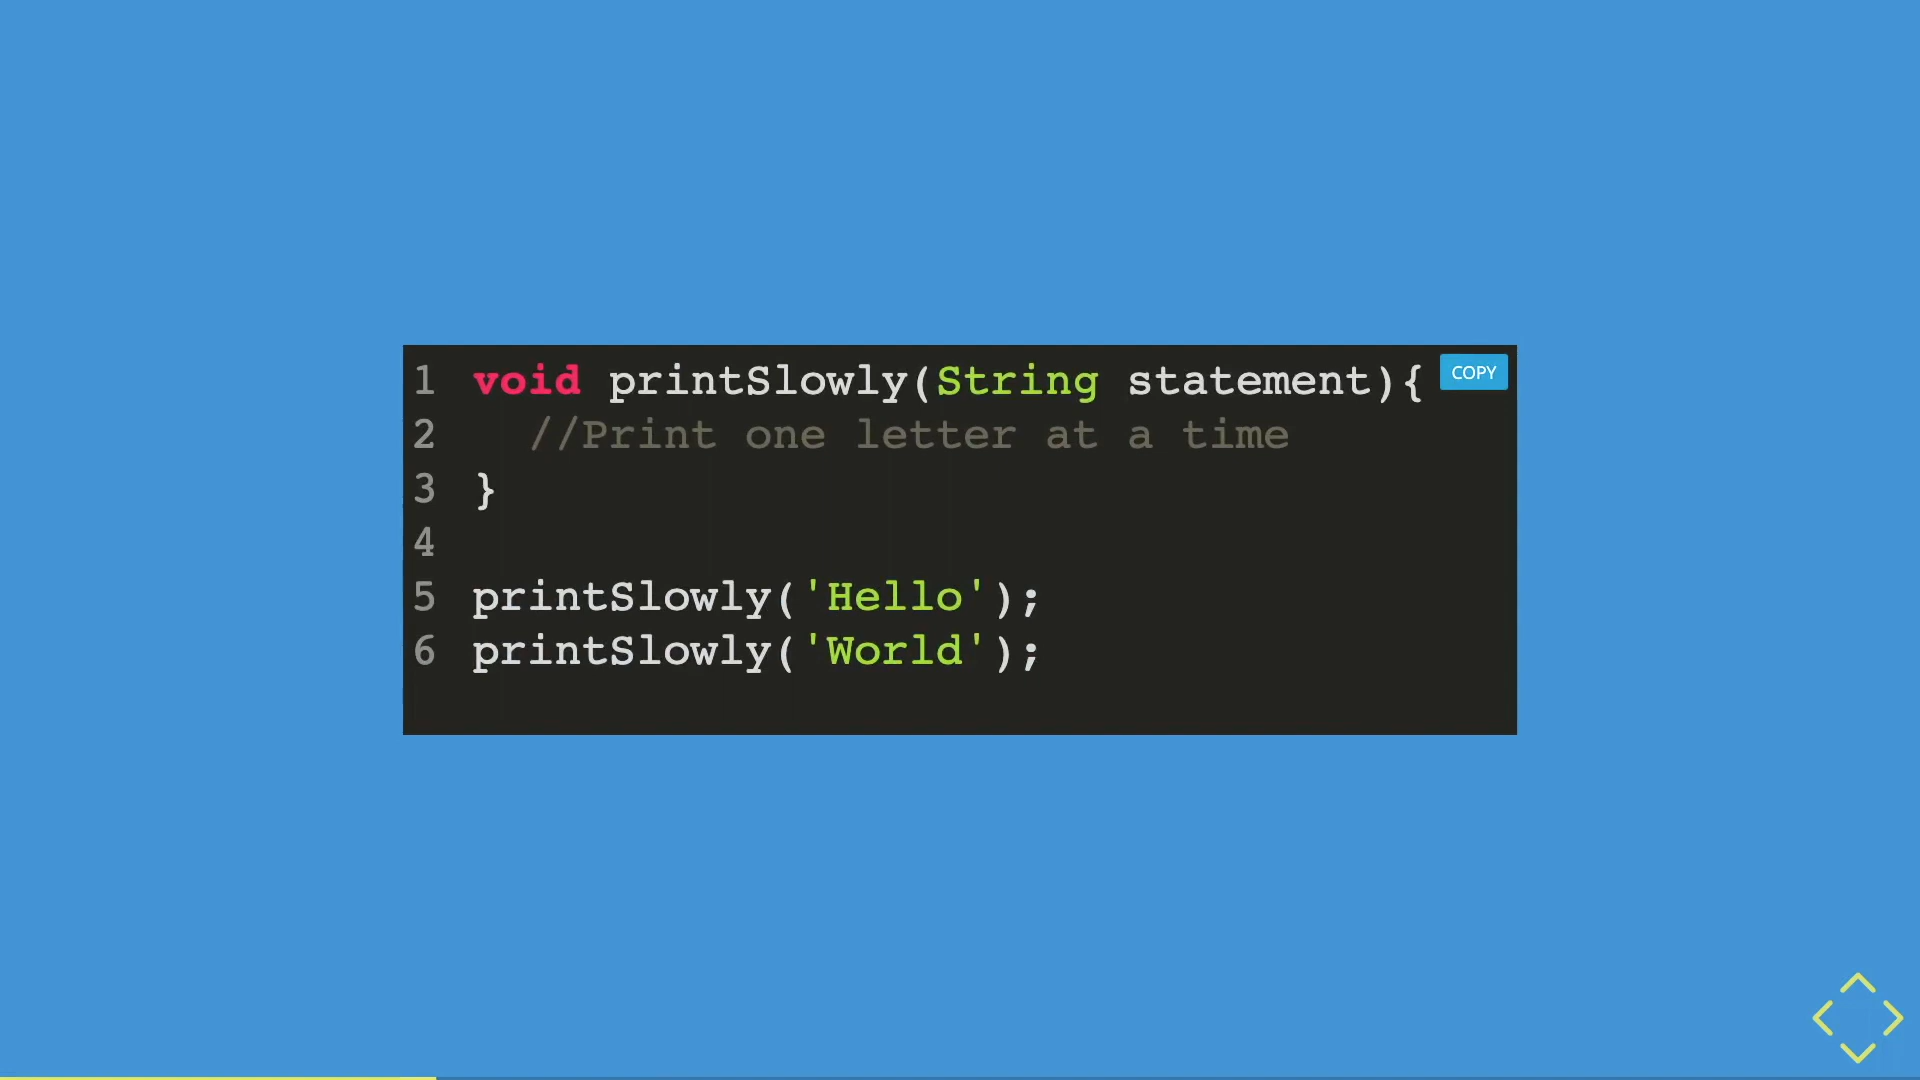 1 void printSlowly(String statement){ COPY
2   //Print one letter at a time
3 }
4
5 printSlowly('Hello');
6 printSlowly('World');